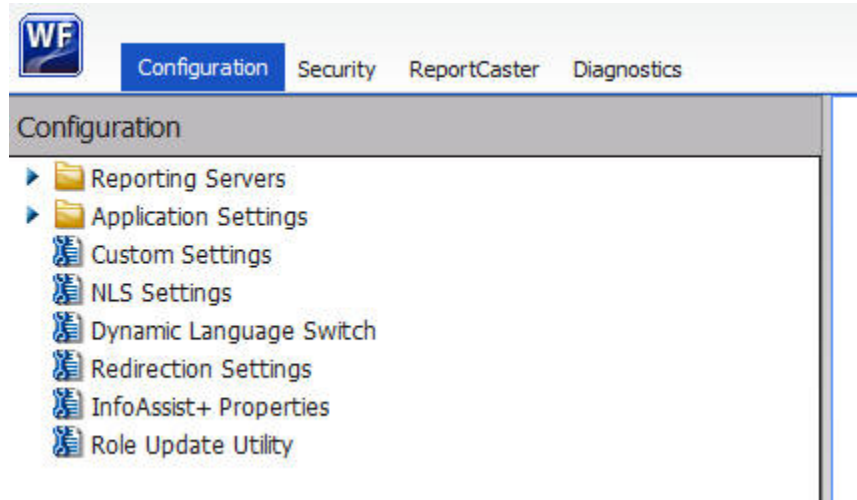 WF
Configuration Security ReportCaster Diagnostics
Configuration
Reporting Servers
Application Settings
Custom Settings
NLS Settings
Dynamic Language Switch
Redirection Settings
InfoAssist+ Properties
Role Update Utility